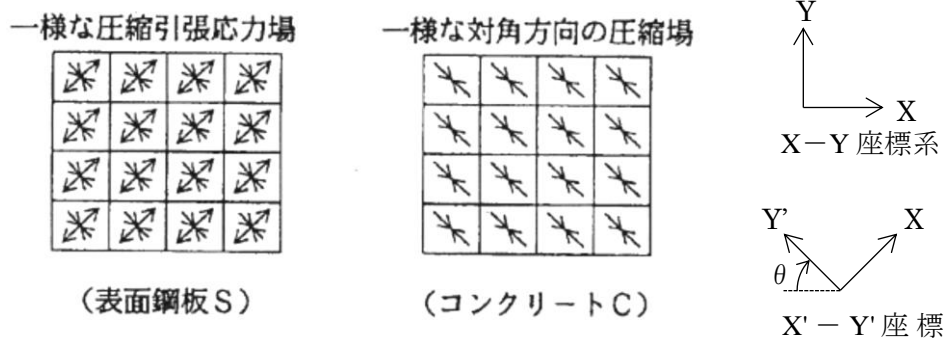 一様な圧縮引張応力場
(表面鋼板S)
一様な対角方向の圧縮場
(コンクリートC)
Y
X
X－Y 座標系
Y’
X
θ
X' － Y' 座 標